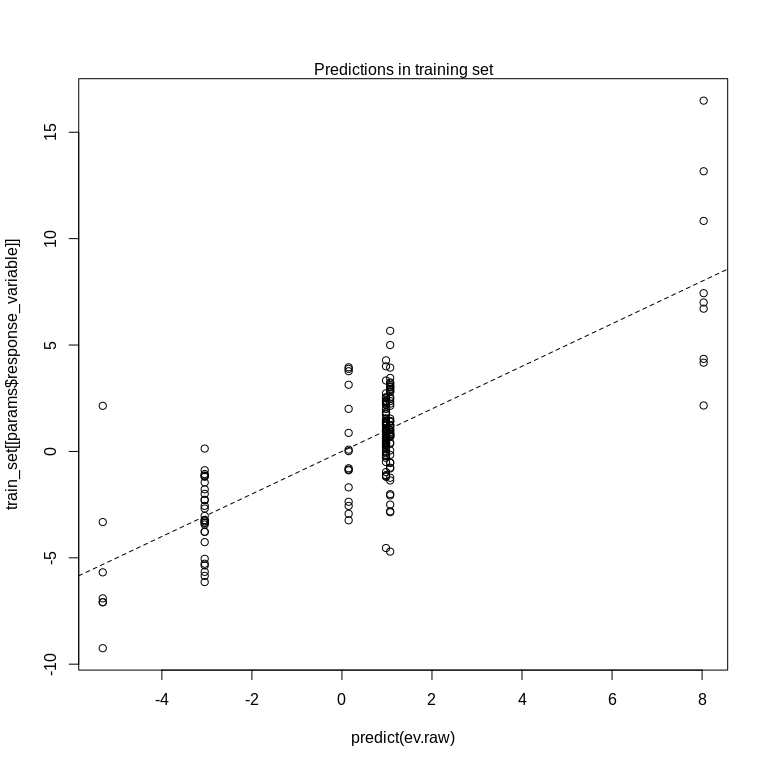 Predictions in training set
train_set[[params$response_variable]]
15
10
5
0
-5
-10
-4 -2 0 2 4 6 8
predict(ev.raw)